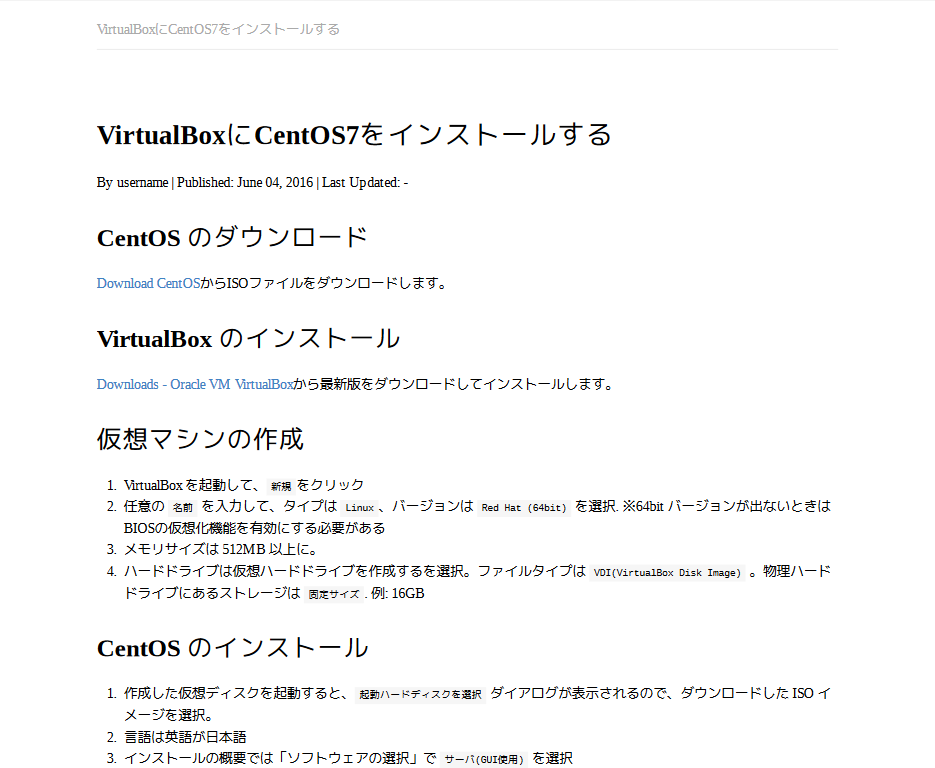 VirtualBoxにCentOS7をインストールする
VirtualBoxにCentOS7をインストールする
By username | Published: June 04, 2016 | Last Updated: -
CentOS のダウンロード
Download CentOSからISOファイルをダウンロードします。
VirtualBox のインストール
Downloads - Oracle VM VirtualBoxから最新版をダウンロードしてインストールします。
仮想マシンの作成
1. VirtualBox を起動して、 新規 をクリック
2. 任意の 名前 を入力して、タイプは Linux 、バージョンは Red Hat (64bit) を選択. ※64bit バージョンが出ないときは
BIOSの仮想化機能を有効にする必要がある
3. メモリサイズは 512MB 以上に。
4. ハードドライブは仮想ハードドライブを作成するを選択。ファイルタイプは VDI(VirtualBox Disk Image) 。物理ハード
ドライブにあるストレージは 固定サイズ . 例: 16GB
CentOS のインストール
1. 作成した仮想ディスクを起動すると、 起動ハードディスクを選択 ダイアログが表示されるので、ダウンロードした ISO イ
メージを選択。
2. 言語は英語が日本語
3. インストールの概要では「ソフトウェアの選択」で サーバ(GUI使用) を選択